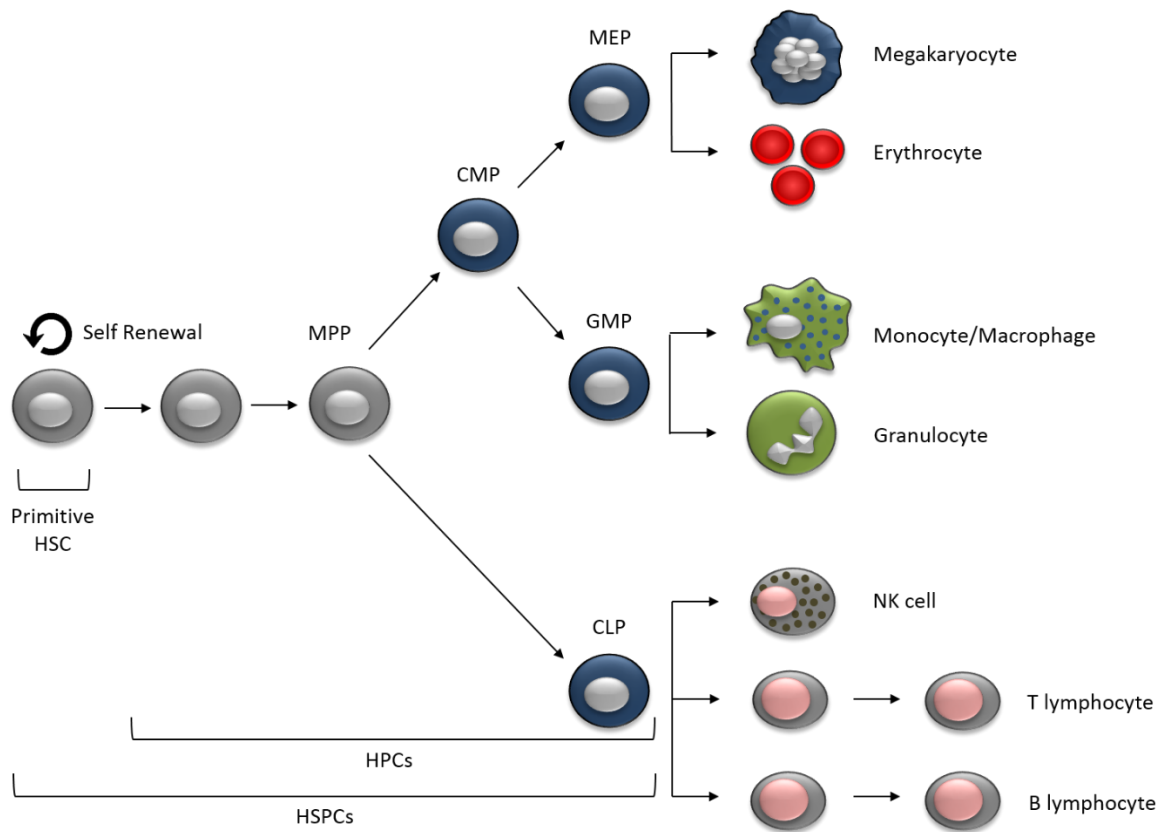 MEP
Megakaryocyte
Erythrocyte
CMP
GMP
Self Renewal
MPP
Monocyte/Macrophage
Granulocyte
Primitive
HSC
NK cell
CLP
T lymphocyte
HPCs
HSPCs
B lymphocyte